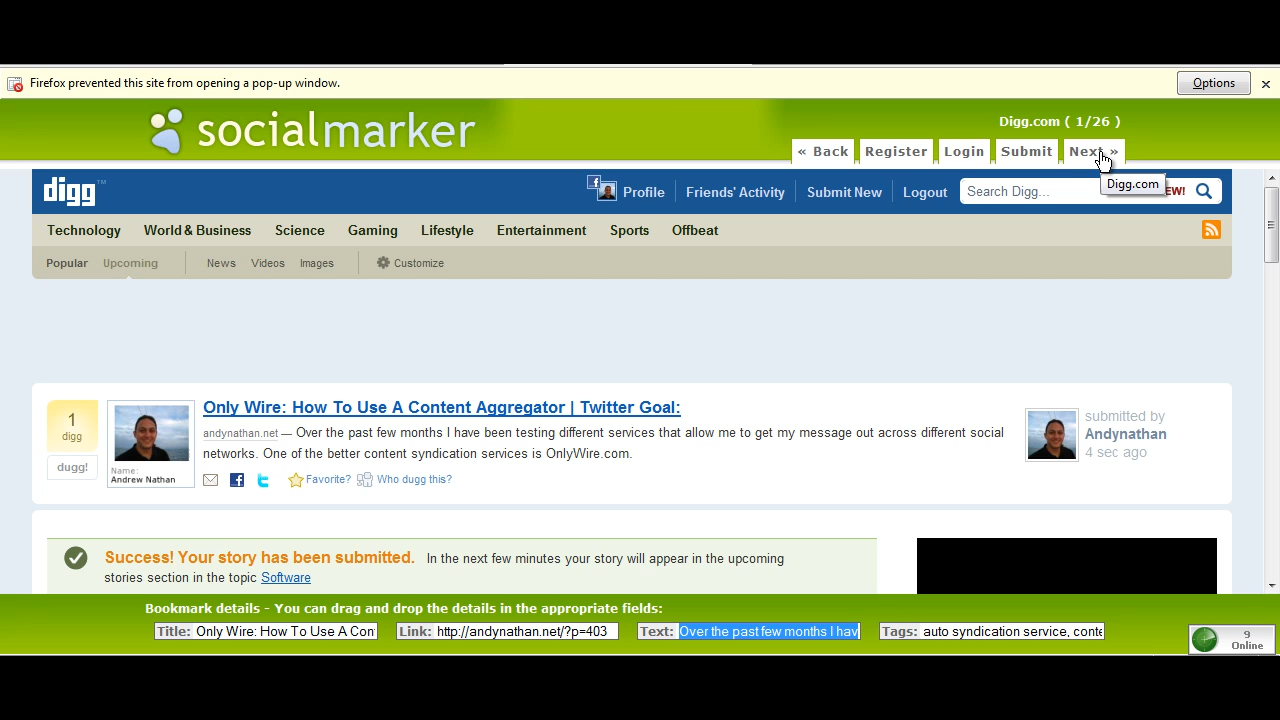 Firefox prevented this site from opening a pop-up window.
Options
socialmarker
Digg.com ( 1/26 )
« Back Register Login Submit Next »
Digg.com
digg™
Profile Friends' Activity Submit New Logout Search Digg... EW!
Technology World & Business Science Gaming Lifestyle Entertainment Sports Offbeat
Popular Upcoming News Videos Images Customize
1
digg
dugg!
Name:
Andrew Nathan
Only Wire: How To Use A Content Aggregator | Twitter Goal:
andynathan.net — Over the past few months I have been testing different services that allow me to get my message out across different social
networks. One of the better content syndication services is OnlyWire.com.
Favorite? Who dugg this?
submitted by
Andynathan
4 sec ago
Success! Your story has been submitted. In the next few minutes your story will appear in the upcoming
stories section in the topic Software
Bookmark details - You can drag and drop the details in the appropriate fields:
Title: Only Wire: How To Use A Con
Link: http://andynathan.net/?p=403
Text: Over the past few months I hav
Tags: auto syndication service, conte
9
Online